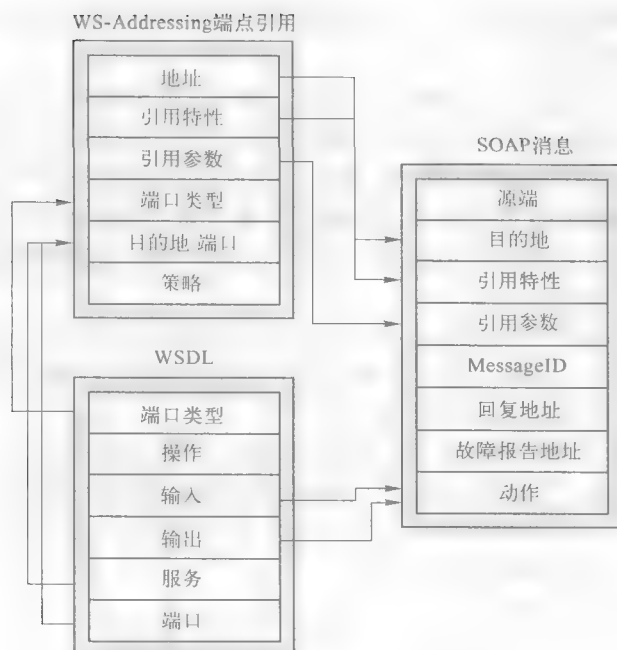 WS-Addressing端点引用
地址
引用特性
引用参数
端口类型
目的地 端口
策略
SOAP消息
源端
目的地
引用特性
引用参数
MessageID
回复地址
故障报告地址
动作
WSDL
端口类型
操作
输入
输出
服务
端口